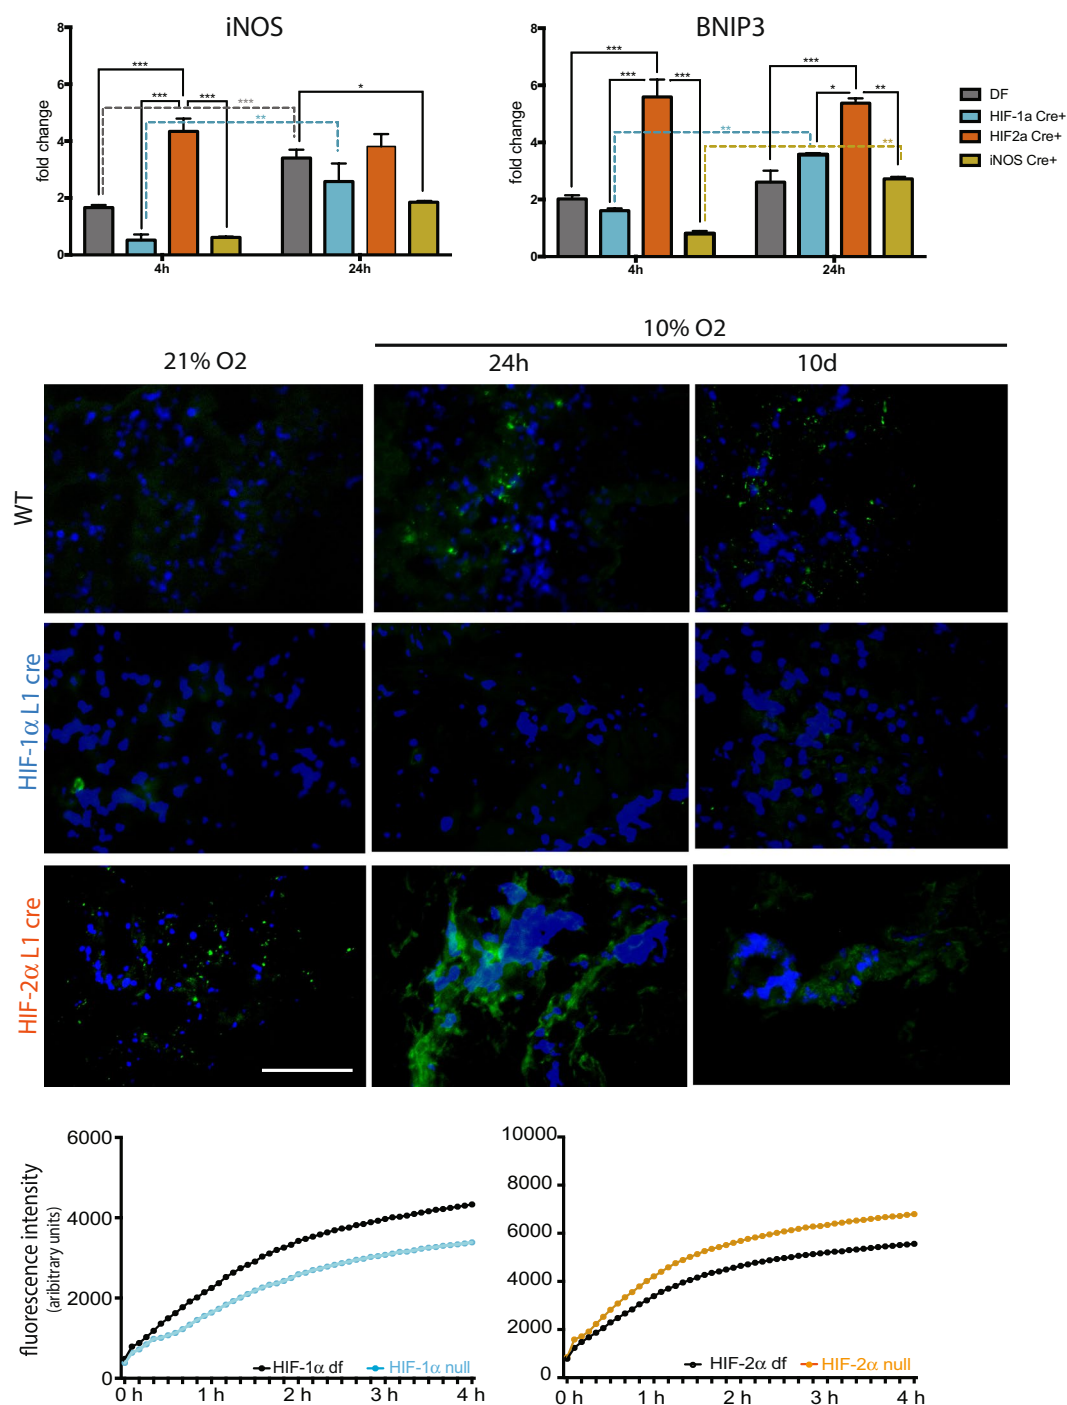 iNOS
BNIP3
fold change
8
6
4
2
0
***
***
***
***
**
*
4h
24h
fold change
8
6
4
2
0
***
***
***
**
***
*
**
**
4h
24h
DF
HIF-1a Cre+
HIF2a Cre+
iNOS Cre+
10% O2
21% O2
24h
10d
WT
HIF-1α L1 cre
HIF-2α L1 cre
fluorescence intensity
(aribitrary units)
6000
4000
2000
0
HIF-1α df
HIF-1α null
0 h
1 h
2 h
3 h
4 h
10000
8000
6000
4000
2000
0
HIF-2α df
HIF-2α null
0 h
1 h
2 h
3 h
4 h